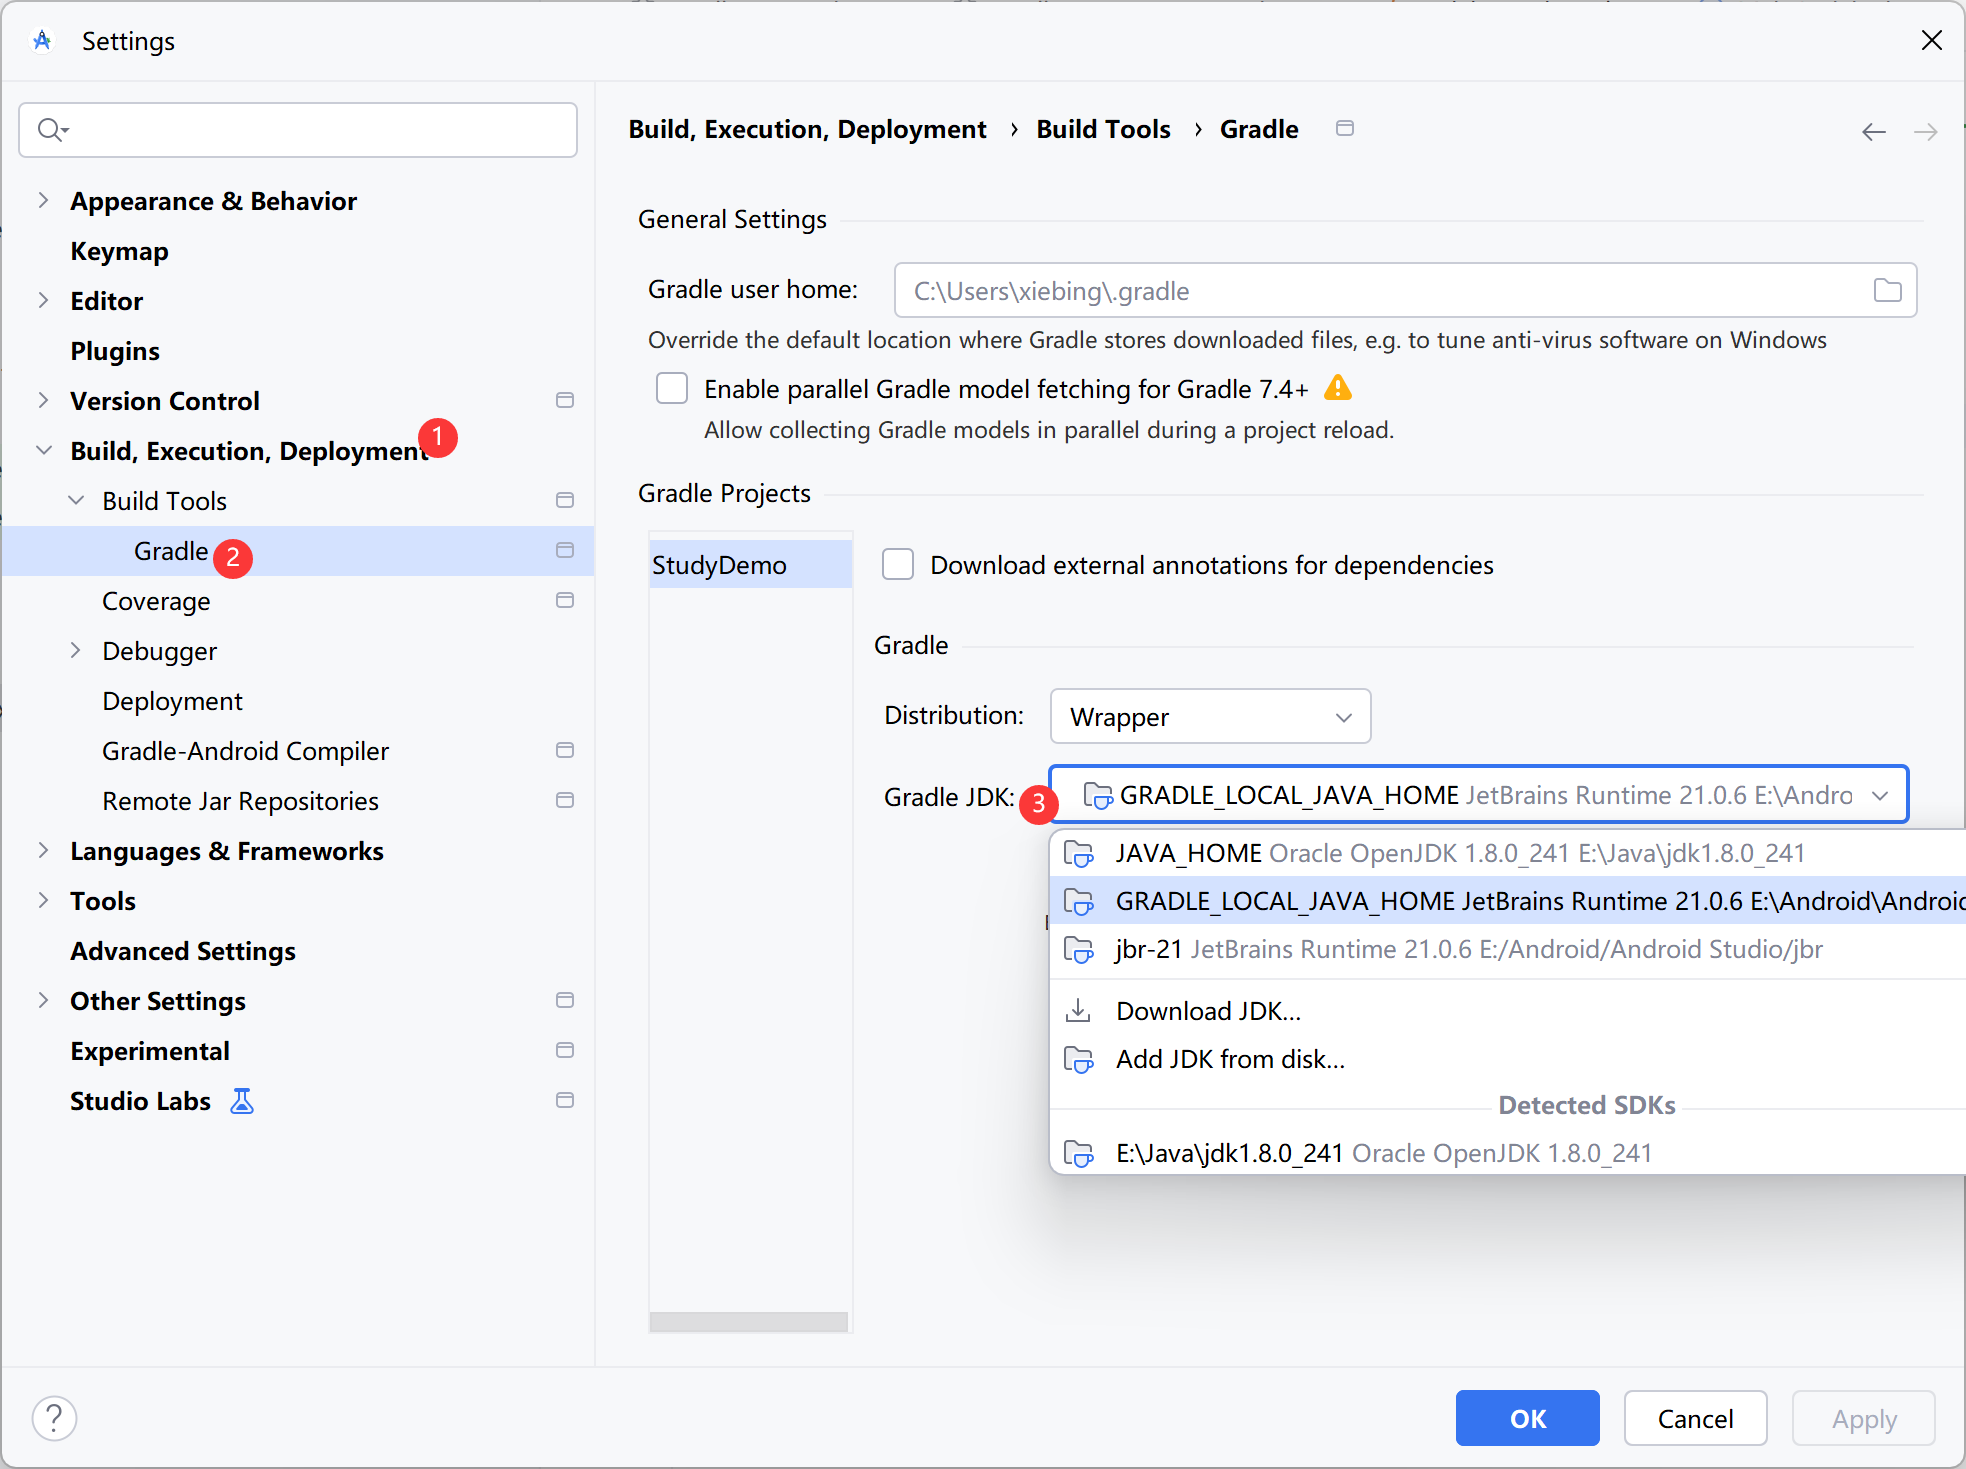 Settings
Appearance & Behavior
Keymap
Editor
Plugins
Version Control
Build, Execution, Deployment 1
Build Tools
Gradle 2
Coverage
Debugger
Deployment
Gradle-Android Compiler
Remote Jar Repositories
Languages & Frameworks
Tools
Advanced Settings
Other Settings
Experimental
Studio Labs
Build, Execution, Deployment › Build Tools › Gradle
General Settings
Gradle user home: C:\Users\xiebing\.gradle
Override the default location where Gradle stores downloaded files, e.g. to tune anti-virus software on Windows
Enable parallel Gradle model fetching for Gradle 7.4+
Allow collecting Gradle models in parallel during a project reload.
Gradle Projects
StudyDemo
Download external annotations for dependencies
Gradle
Distribution: Wrapper
Gradle JDK: 3 GRADLE_LOCAL_JAVA_HOME JetBrains Runtime 21.0.6 E:\Andro
JAVA_HOME Oracle OpenJDK 1.8.0_241 E:\Java\jdk1.8.0_241
GRADLE_LOCAL_JAVA_HOME JetBrains Runtime 21.0.6 E:\Android\Android
jbr-21 JetBrains Runtime 21.0.6 E:/Android/Android Studio/jbr
Download JDK...
Add JDK from disk...
Detected SDKs
E:\Java\jdk1.8.0_241 Oracle OpenJDK 1.8.0_241
?
OK
Cancel
Apply